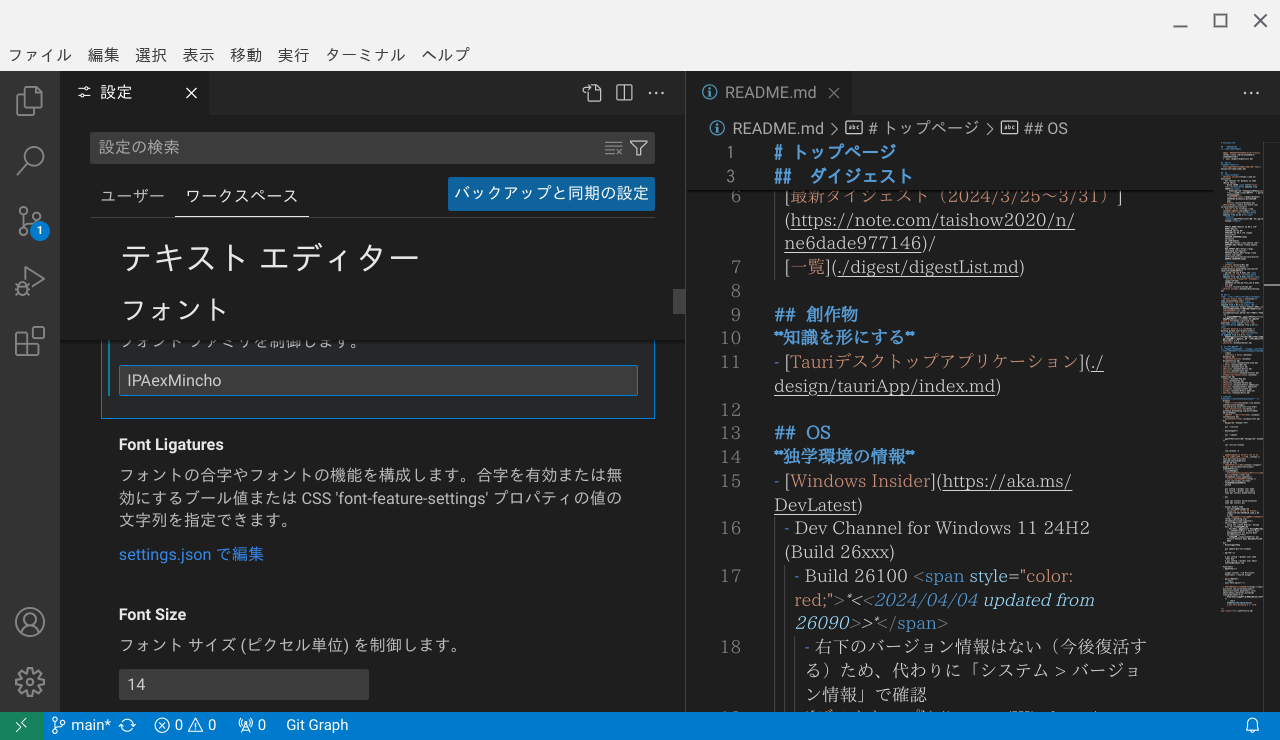 ファイル 編集 選択 表示 移動 実行 ターミナル ヘルプ
設定
設定の検索
ユーザー ワークスペース バックアップと同期の設定
テキスト エディター
フォント
フォント ファミリを制御します。
IPAexMincho
Font Ligatures
フォントの合字やフォントの機能を構成します。合字を有効または無
効にするブール値または CSS 'font-feature-settings' プロパティの値の
文字列を指定できます。
settings.json で編集
Font Size
フォント サイズ (ピクセル単位) を制御します。
14
README.md
README.md > # トップページ > ## OS
1 # トップページ
3 ## ダイジェスト
6 [最新ダイジェスト（2024/3/25～3/31）]
(https://note.com/taishow2020/n/
ne6dade977146)/
7 [一覧](./digest/digestList.md)
8
9 ## 創作物
10 **知識を形にする**
11 - [Tauriデスクトップアプリケーション](./
design/tauriApp/index.md)
12
13 ## OS
14 **独学環境の情報**
15 - [Windows Insider](https://aka.ms/
DevLatest)
16 - Dev Channel for Windows 11 24H2
(Build 26xxx)
17 - Build 26100 <span style="color:
red;">*<<2024/04/04 updated from
26090>>*</span>
18 - 右下のバージョン情報はない（今後復活す
る）ため、代わりに「システム > バージョ
ン情報」で確認
1
main* 0 0 0 Git Graph